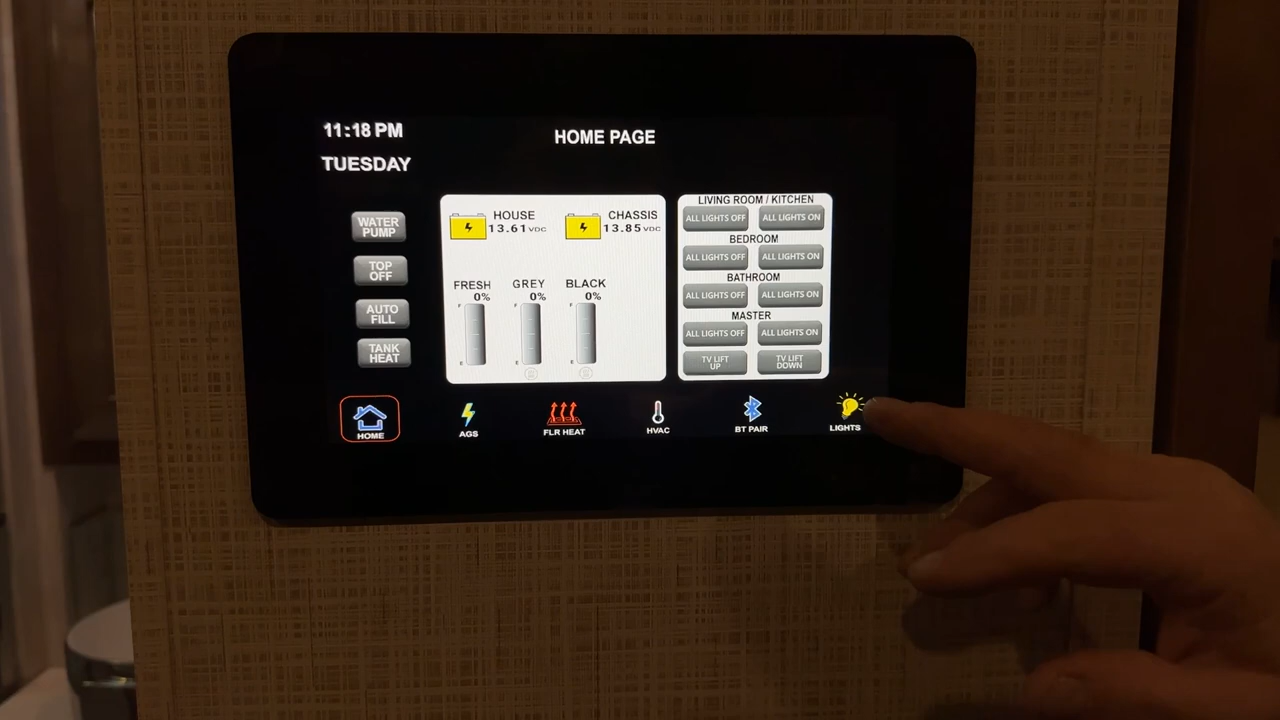 11:18 PM
TUESDAY
HOME PAGE
WATER
PUMP
TOP
OFF
AUTO
FILL
TANK
HEAT
HOUSE
13.61 VDC
CHASSIS
13.85 VDC
FRESH
0%
GREY
0%
BLACK
0%
F
F
F
E
E
E
LIVING ROOM / KITCHEN
ALL LIGHTS OFF
ALL LIGHTS ON
BEDROOM
ALL LIGHTS OFF
ALL LIGHTS ON
BATHROOM
ALL LIGHTS OFF
ALL LIGHTS ON
MASTER
ALL LIGHTS OFF
ALL LIGHTS ON
TV LIFT
UP
TV LIFT
DOWN
HOME
AGS
FLR HEAT
HVAC
BT PAIR
LIGHTS